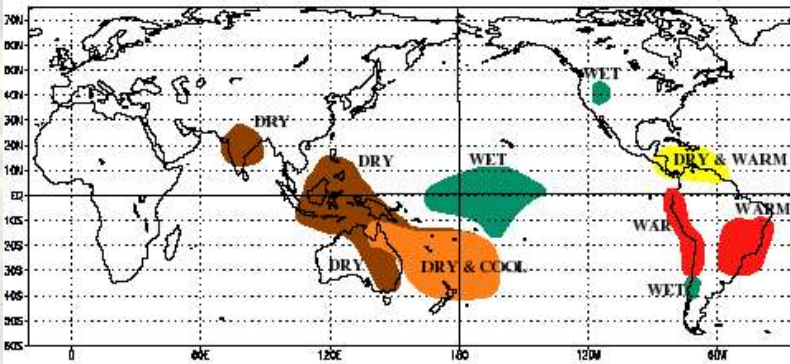 70N
60N
50N
WET
40N
30N
DRY
20N
DRY
WET
DRY & WARM
10N
EQ
WARM
10S
WAR
20S
DRY
DRY & COOL
30S
WET
40S
50S
60S
0
60E
120E
180
120W
60W